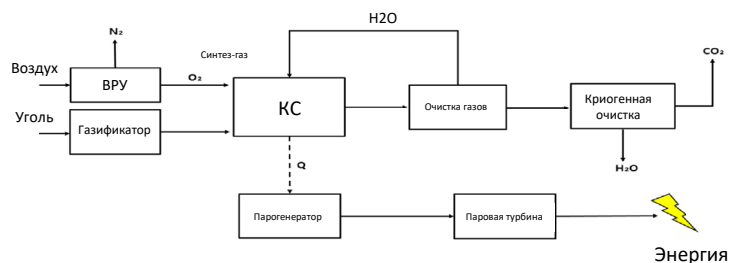 H2O
N₂
CO₂
Синтез-газ
Воздух
ВРУ
O₂
КС
Очистка газов
Криогенная
очистка
Уголь
Газификатор
Q
H₂O
Парогенератор
Паровая турбина
Энергия